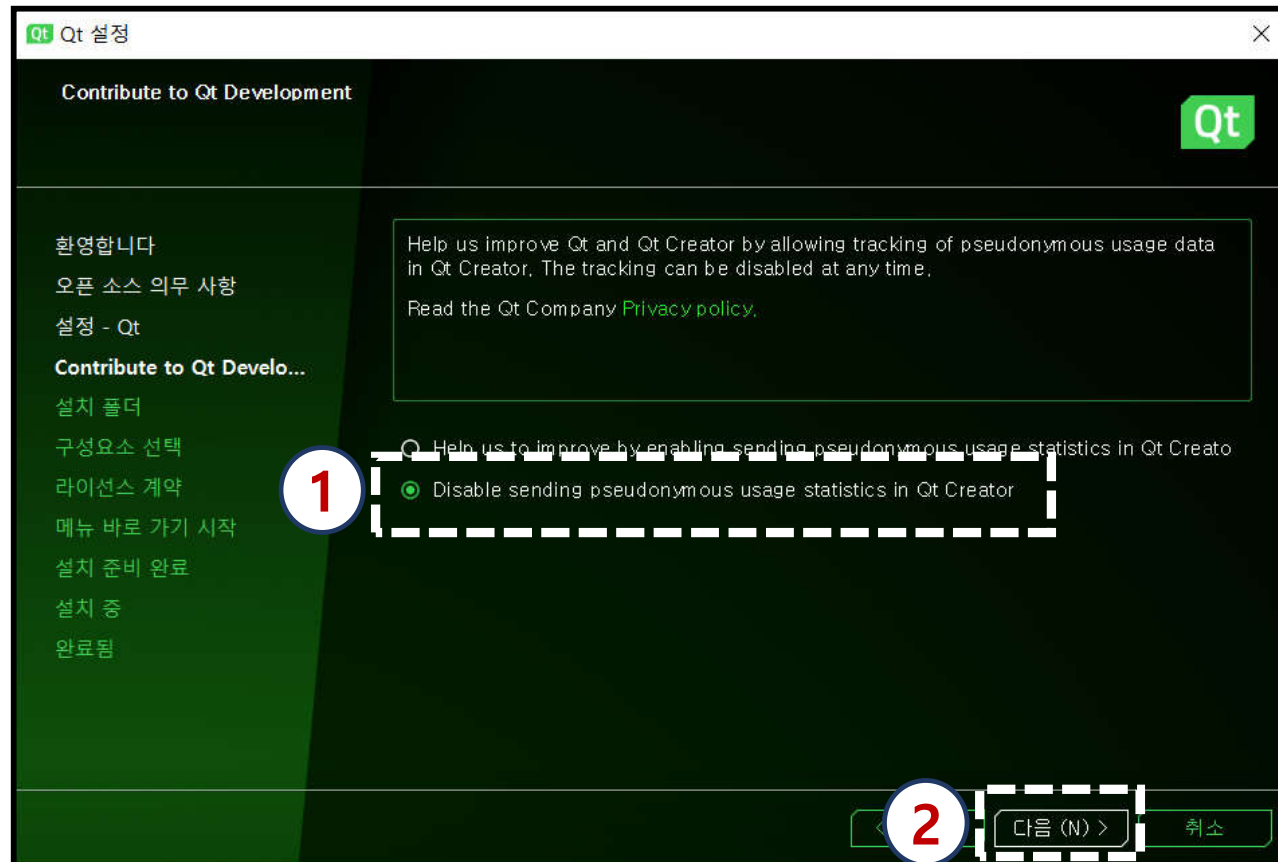 Qt Qt 설정
Contribute to Qt Development
Qt
환영합니다
오픈 소스 의무 사항
설정 - Qt
Contribute to Qt Develo...
설치 폴더
구성요소 선택
라이선스 계약
메뉴 바로 가기 시작
설치 준비 완료
설치 중
완료됨
Help us improve Qt and Qt Creator by allowing tracking of pseudonymous usage data
in Qt Creator. The tracking can be disabled at any time.
Read the Qt Company Privacy policy.
Help us to improve by enabling sending pseudonymous usage statistics in Qt Creato
1
Disable sending pseudonymous usage statistics in Qt Creator
<
2
다음 (N) >
취소